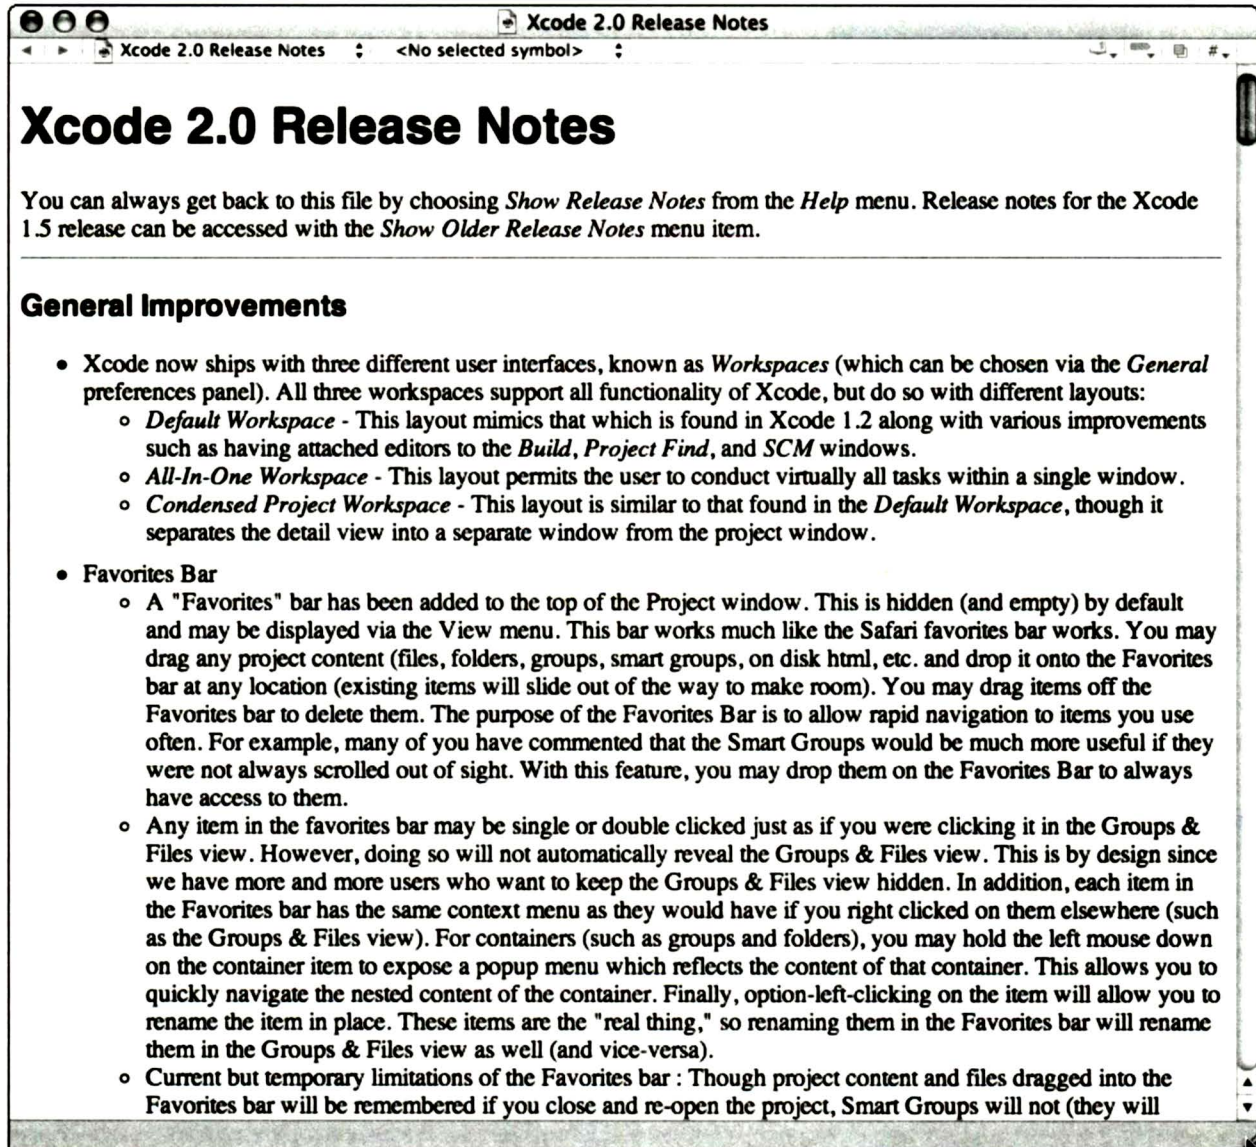 Xcode 2.0 Release Notes
Xcode 2.0 Release Notes <No selected symbol> #
Xcode 2.0 Release Notes
You can always get back to this file by choosing Show Release Notes from the Help menu. Release notes for the Xcode
1.5 release can be accessed with the Show Older Release Notes menu item.
General Improvements
• Xcode now ships with three different user interfaces, known as Workspaces (which can be chosen via the General
preferences panel). All three workspaces support all functionality of Xcode, but do so with different layouts:
○ Default Workspace - This layout mimics that which is found in Xcode 1.2 along with various improvements
such as having attached editors to the Build, Project Find, and SCM windows.
○ All-In-One Workspace - This layout permits the user to conduct virtually all tasks within a single window.
○ Condensed Project Workspace - This layout is similar to that found in the Default Workspace, though it
separates the detail view into a separate window from the project window.
• Favorites Bar
○ A "Favorites" bar has been added to the top of the Project window. This is hidden (and empty) by default
and may be displayed via the View menu. This bar works much like the Safari favorites bar works. You may
drag any project content (files, folders, groups, smart groups, on disk html, etc. and drop it onto the Favorites
bar at any location (existing items will slide out of the way to make room). You may drag items off the
Favorites bar to delete them. The purpose of the Favorites Bar is to allow rapid navigation to items you use
often. For example, many of you have commented that the Smart Groups would be much more useful if they
were not always scrolled out of sight. With this feature, you may drop them on the Favorites Bar to always
have access to them.
○ Any item in the favorites bar may be single or double clicked just as if you were clicking it in the Groups &
Files view. However, doing so will not automatically reveal the Groups & Files view. This is by design since
we have more and more users who want to keep the Groups & Files view hidden. In addition, each item in
the Favorites bar has the same context menu as they would have if you right clicked on them elsewhere (such
as the Groups & Files view). For containers (such as groups and folders), you may hold the left mouse down
on the container item to expose a popup menu which reflects the content of that container. This allows you to
quickly navigate the nested content of the container. Finally, option-left-clicking on the item will allow you to
rename the item in place. These items are the "real thing," so renaming them in the Favorites bar will rename
them in the Groups & Files view as well (and vice-versa).
○ Current but temporary limitations of the Favorites bar : Though project content and files dragged into the
Favorites bar will be remembered if you close and re-open the project, Smart Groups will not (they will